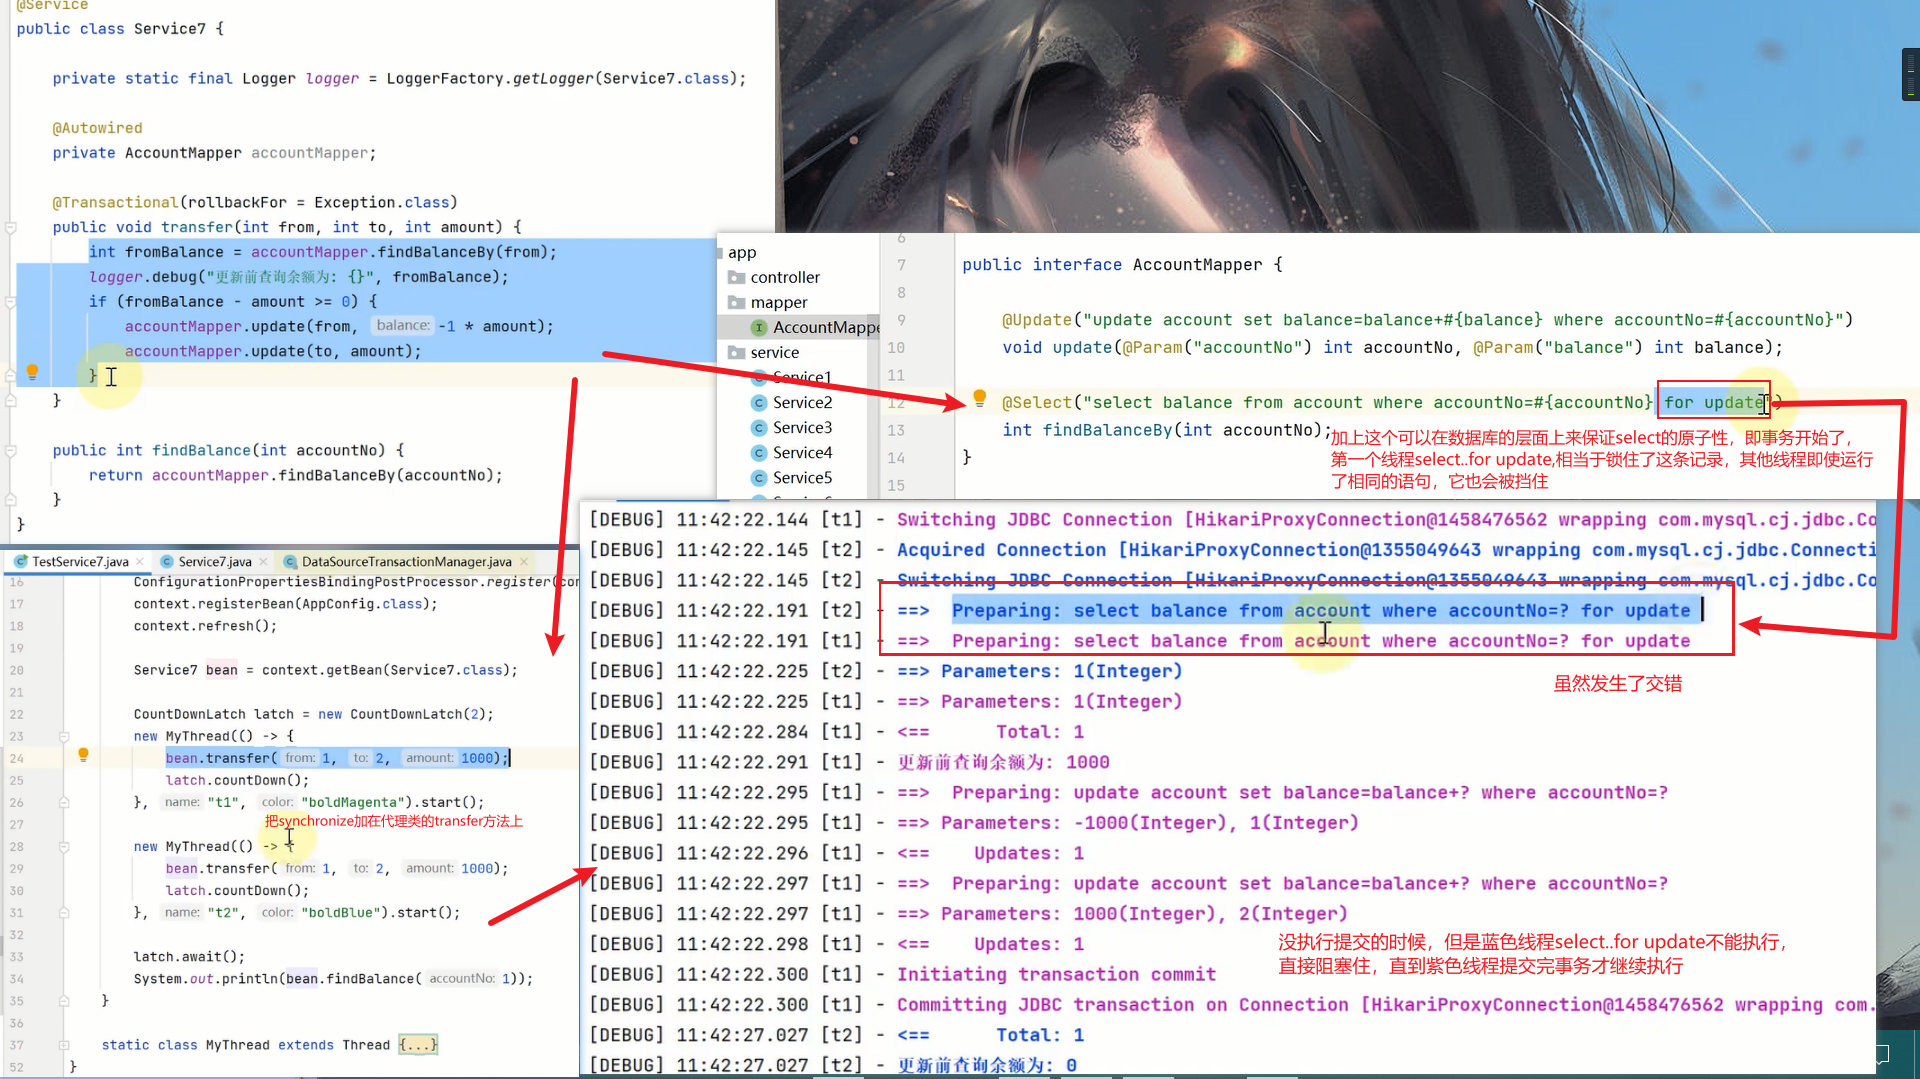 @Service
public class Service7 {
private static final Logger logger = LoggerFactory.getLogger(Service7.class);
@Autowired
private AccountMapper accountMapper;
@Transactional(rollbackFor = Exception.class)
public void transfer(int from, int to, int amount) {
int fromBalance = accountMapper.findBalanceBy(from);
logger.debug("更新前查询余额为: {}", fromBalance);
if (fromBalance - amount >= 0) {
accountMapper.update(from, balance: -1 * amount);
accountMapper.update(to, amount);
}
}
public int findBalance(int accountNo) {
return accountMapper.findBalanceBy(accountNo);
}
}
app
controller
mapper
AccountMappe
service
Service1
Service2
Service3
Service4
Service5
6
7 public interface AccountMapper {
8
9 @Update("update account set balance=balance+#{balance} where accountNo=#{accountNo}")
10 void update(@Param("accountNo") int accountNo, @Param("balance") int balance);
11
12 @Select("select balance from account where accountNo=#{accountNo} for update")
13 int findBalanceBy(int accountNo);
14 }
15
加上这个可以在数据库的层面上来保证select的原子性，即事务开始了，
第一个线程select..for update,相当于锁住了这条记录，其他线程即使运行
了相同的语句，它也会被挡住
TestService7.java Service7.java DataSourceTransactionManager.java
16 ConfigurationPropertiesBindingPostProcessor.register(con
17 context.registerBean(AppConfig.class);
18 context.refresh();
19
20 Service7 bean = context.getBean(Service7.class);
21
22 CountDownLatch latch = new CountDownLatch(2);
23 new MyThread(() -> {
24 bean.transfer( from: 1, to: 2, amount: 1000);
25 latch.countDown();
26 }, name: "t1", color: "boldMagenta").start();
27 把synchronize加在代理类的transfer方法上
28 new MyThread(() -> {
29 bean.transfer( from: 1, to: 2, amount: 1000);
30 latch.countDown();
31 }, name: "t2", color: "boldBlue").start();
32
33 latch.await();
34 System.out.println(bean.findBalance( accountNo: 1));
35 }
36
37 static class MyThread extends Thread {...}
52 }
[DEBUG] 11:42:22.144 [t1] - Switching JDBC Connection [HikariProxyConnection@1458476562 wrapping com.mysql.cj.jdbc.Co
[DEBUG] 11:42:22.145 [t2] - Acquired Connection [HikariProxyConnection@1355049643 wrapping com.mysql.cj.jdbc.Connecti
[DEBUG] 11:42:22.145 [t2] - Switching JDBC Connection [HikariProxyConnection@1355049643 wrapping com.mysql.cj.jdbc.Co
[DEBUG] 11:42:22.191 [t2] - ==>  Preparing: select balance from account where accountNo=? for update
[DEBUG] 11:42:22.191 [t1] - ==>  Preparing: select balance from account where accountNo=? for update
[DEBUG] 11:42:22.225 [t2] - ==> Parameters: 1(Integer)
虽然发生了交错
[DEBUG] 11:42:22.225 [t1] - ==> Parameters: 1(Integer)
[DEBUG] 11:42:22.284 [t1] - <==      Total: 1
[DEBUG] 11:42:22.291 [t1] - 更新前查询余额为: 1000
[DEBUG] 11:42:22.295 [t1] - ==>  Preparing: update account set balance=balance+? where accountNo=?
[DEBUG] 11:42:22.295 [t1] - ==> Parameters: -1000(Integer), 1(Integer)
[DEBUG] 11:42:22.296 [t1] - <==    Updates: 1
[DEBUG] 11:42:22.297 [t1] - ==>  Preparing: update account set balance=balance+? where accountNo=?
[DEBUG] 11:42:22.297 [t1] - ==> Parameters: 1000(Integer), 2(Integer)
[DEBUG] 11:42:22.298 [t1] - <==    Updates: 1
没执行提交的时候，但是蓝色线程select..for update不能执行，
直接阻塞住，直到紫色线程提交完事务才继续执行
[DEBUG] 11:42:22.300 [t1] - Initiating transaction commit
[DEBUG] 11:42:22.300 [t1] - Committing JDBC transaction on Connection [HikariProxyConnection@1458476562 wrapping com.
[DEBUG] 11:42:27.027 [t2] - <==      Total: 1
[DEBUG] 11:42:27.027 [t2] - 更新前查询余额为: 0